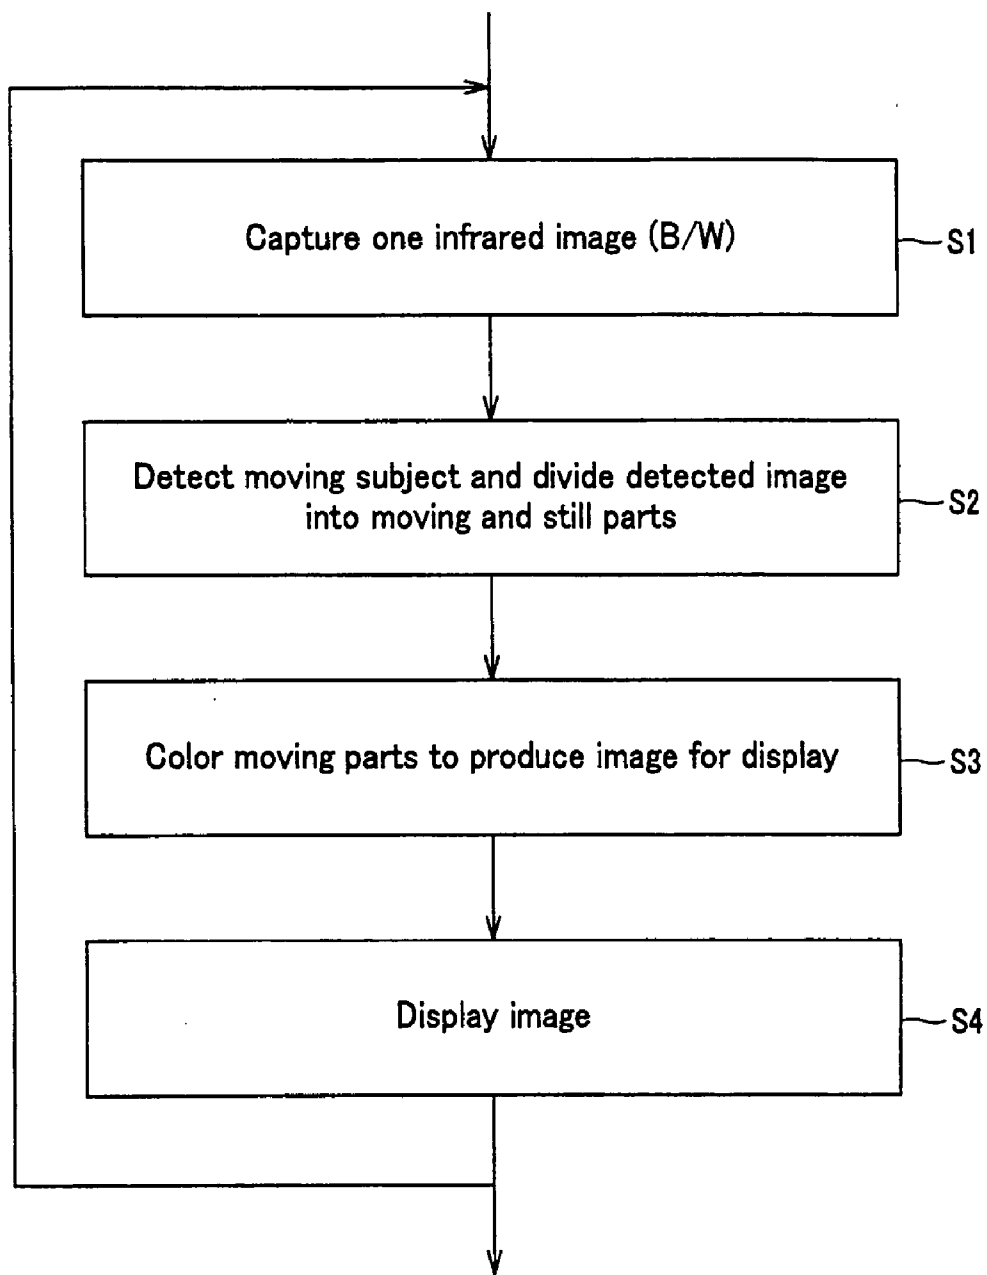 Capture one infrared image (B/W)
S1
Detect moving subject and divide detected image
into moving and still parts
S2
Color moving parts to produce image for display
S3
Display image
S4